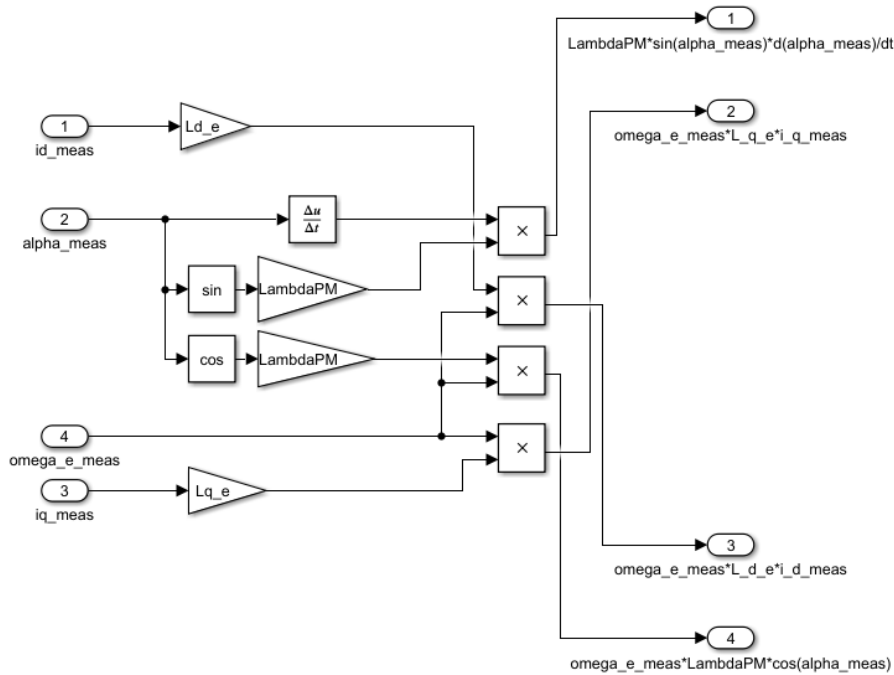 1
LambdaPM*sin(alpha_meas)*d(alpha_meas)/dt
2
omega_e_meas*L_q_e*i_q_meas
1
id_meas
Ld_e
2
alpha_meas
Δu
Δt
×
sin
LambdaPM
×
cos
LambdaPM
×
4
omega_e_meas
×
3
iq_meas
Lq_e
3
omega_e_meas*L_d_e*i_d_meas
4
omega_e_meas*LambdaPM*cos(alpha_meas)